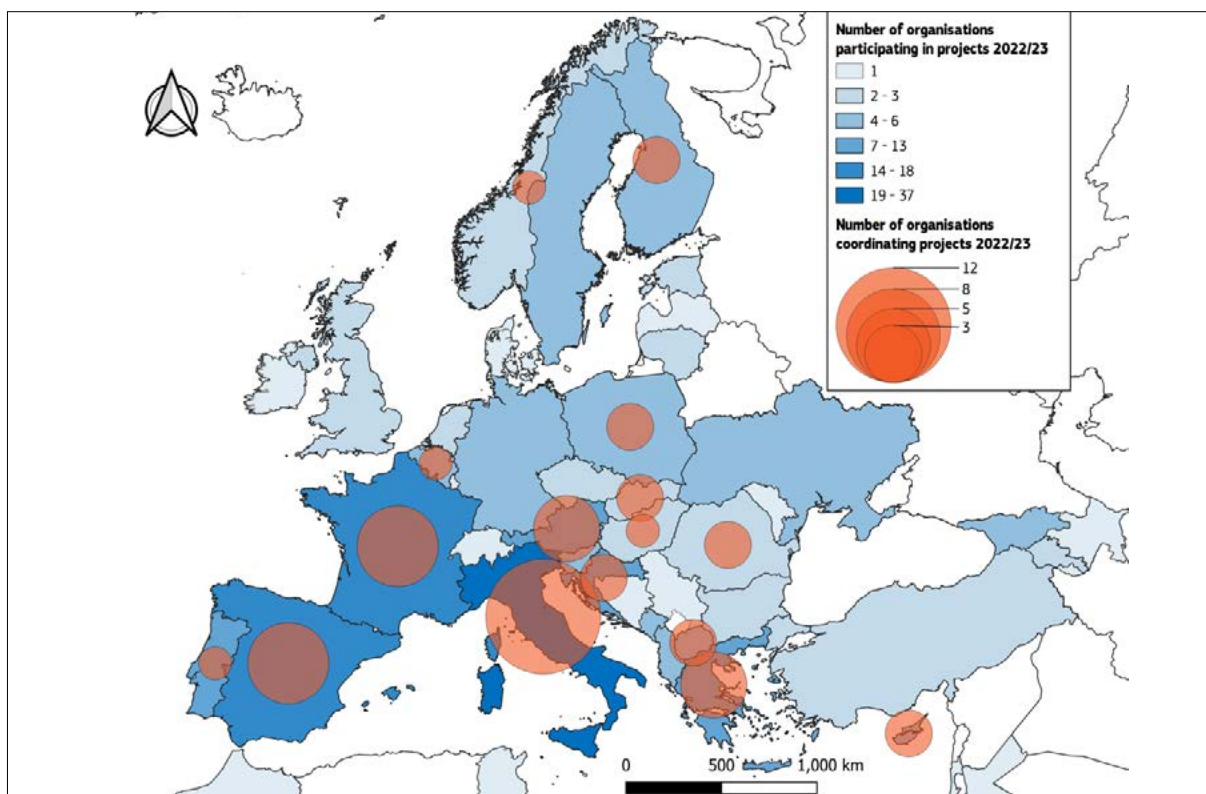 Number of organisations
participating in projects 2022/23
1
2 - 3
4 - 6
7 - 13
14 - 18
19 - 37
Number of organisations
coordinating projects 2022/23
12
8
5
3
0 500 1,000 km